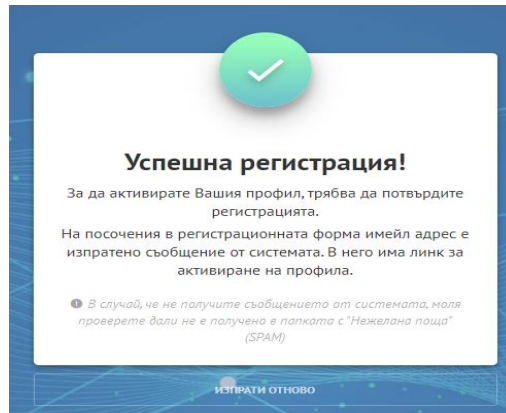 Успешна регистрация!
За да активирате Вашия профил, трябва да потвърдите
регистрацията.
На посочения в регистрационната форма имейл адрес е
изпратено съобщение от системата. В него има линк за
активиране на профила.
В случай, че не получите съобщението от системата, моля
проверете дали не е получено в папката с "Нежелана поща"
(SPAM)
ИЗПРАТИ ОТНОВО